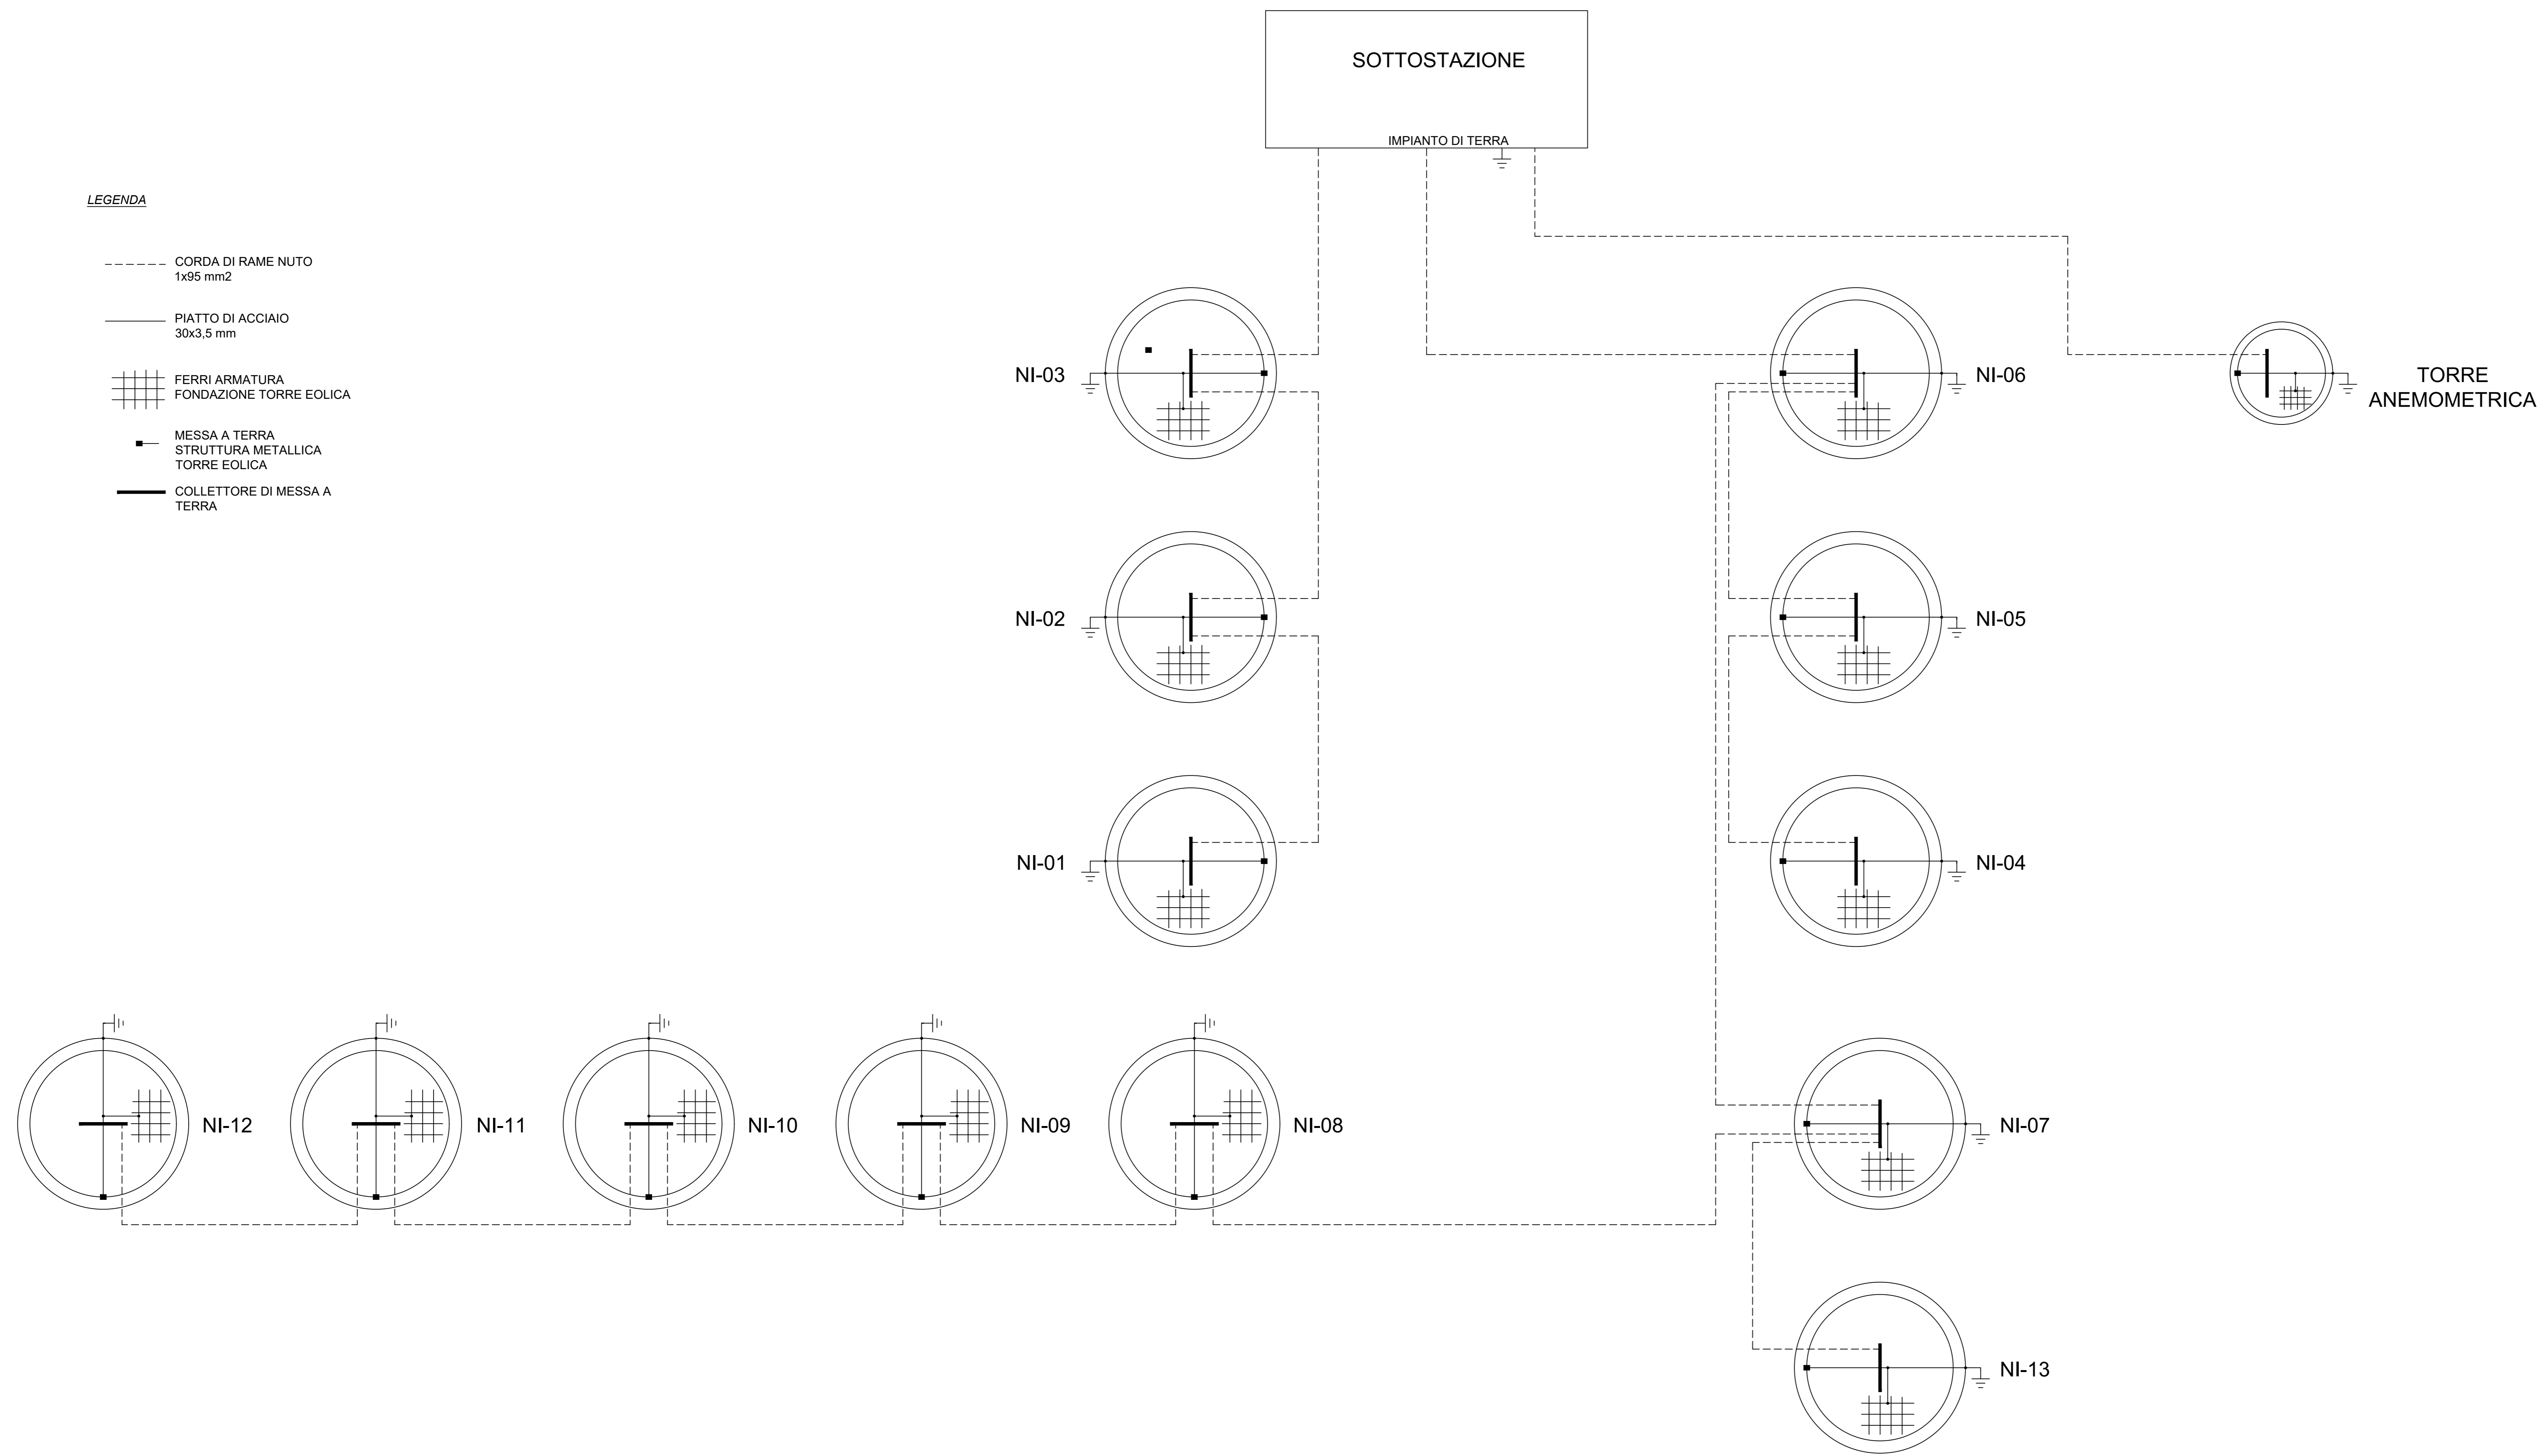 SOTTOSTAZIONE
IMPIANTO DI TERRA
LEGENDA
CORDA DI RAME NUTO
1x95 mm2
PIATTO DI ACCIAIO
30x3,5 mm
FERRI ARMATURA
FONDAZIONE TORRE EOLICA
MESSA A TERRA
STRUTTURA METALLICA
TORRE EOLICA
COLLETTORE DI MESSA A
TERRA
NI-03
NI-06
TORRE
ANEMOMETRICA
NI-02
NI-05
NI-01
NI-04
NI-12
NI-11
NI-10
NI-09
NI-08
NI-07
NI-13